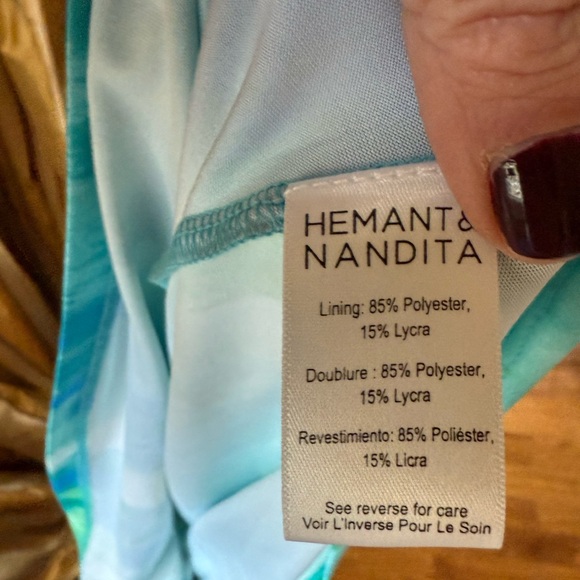 HEMANT &
NANDITA
Lining: 85% Polyester,
15% Lycra
Doublure : 85% Polyester,
15% Lycra
Revestimiento: 85% Poliéster,
15% Licra
See reverse for care
Voir L'Inverse Pour Le Soin